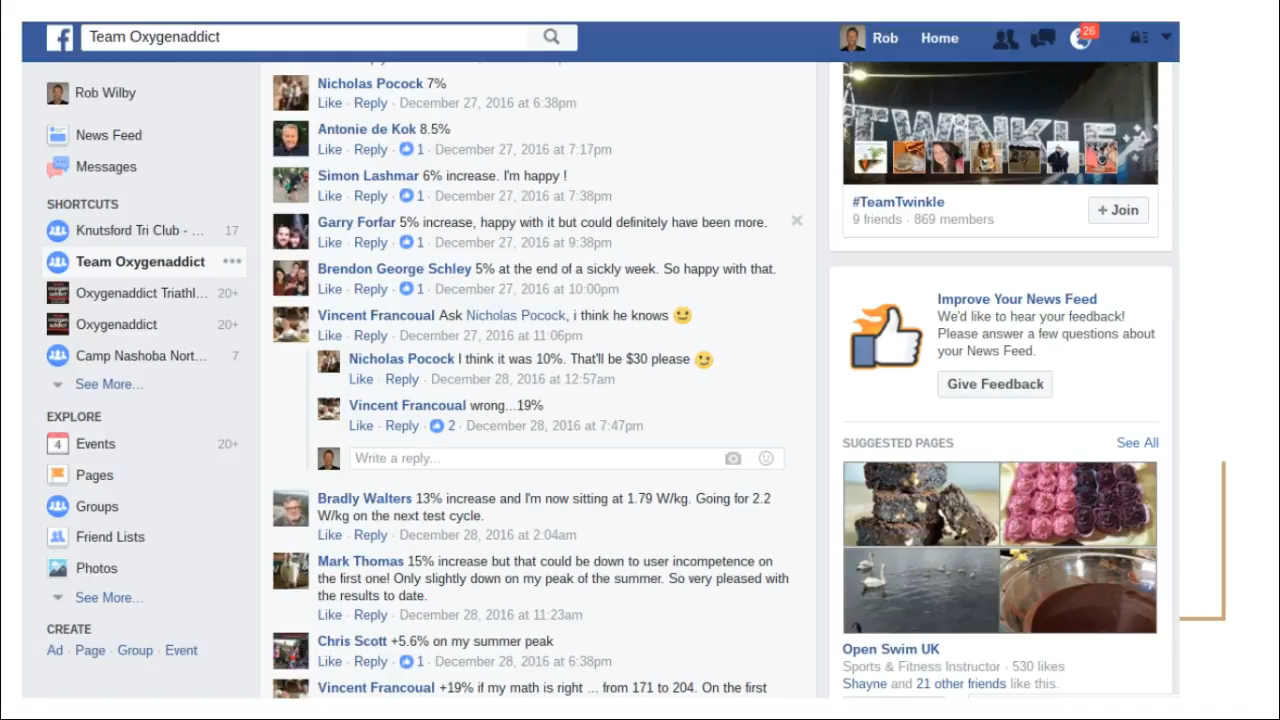 Team Oxygenaddict
Rob
Home
26
Rob Wilby
News Feed
Messages
SHORTCUTS
Knutsford Tri Club - ... 17
Team Oxygenaddict
Oxygenaddict Triathl... 20+
Oxygenaddict 20+
Camp Nashoba Nort... 7
See More...
EXPLORE
4 Events 20+
Pages
Groups
Friend Lists
Photos
See More...
CREATE
Ad · Page · Group · Event
Nicholas Pocock 7%
Like · Reply · December 27, 2016 at 6:38pm
Antonie de Kok 8.5%
Like · Reply · 1 · December 27, 2016 at 7:17pm
Simon Lashmar 6% increase. I'm happy !
Like · Reply · 1 · December 27, 2016 at 7:38pm
Garry Forfar 5% increase, happy with it but could definitely have been more.
Like · Reply · 1 · December 27, 2016 at 9:38pm
Brendon George Schley 5% at the end of a sickly week. So happy with that.
Like · Reply · 1 · December 27, 2016 at 10:00pm
Vincent Francoual Ask Nicholas Pocock, i think he knows
Like · Reply · December 27, 2016 at 11:06pm
Nicholas Pocock I think it was 10%. That'll be $30 please
Like · Reply · December 28, 2016 at 12:57am
Vincent Francoual wrong...19%
Like · Reply · 2 · December 28, 2016 at 7:47pm
Write a reply...
Bradly Walters 13% increase and I'm now sitting at 1.79 W/kg. Going for 2.2
W/kg on the next test cycle.
Like · Reply · December 28, 2016 at 2:04am
Mark Thomas 15% increase but that could be down to user incompetence on
the first one! Only slightly down on my peak of the summer. So very pleased with
the results to date.
Like · Reply · December 28, 2016 at 11:23am
Chris Scott +5.6% on my summer peak
Like · Reply · 1 · December 28, 2016 at 6:38pm
Vincent Francoual +19% if my math is right ... from 171 to 204. On the first
TWINKLE
#TeamTwinkle
9 friends · 869 members
+ Join
Improve Your News Feed
We'd like to hear your feedback!
Please answer a few questions about
your News Feed.
Give Feedback
SUGGESTED PAGES
See All
Open Swim UK
Sports & Fitness Instructor · 530 likes
Shayne and 21 other friends like this.